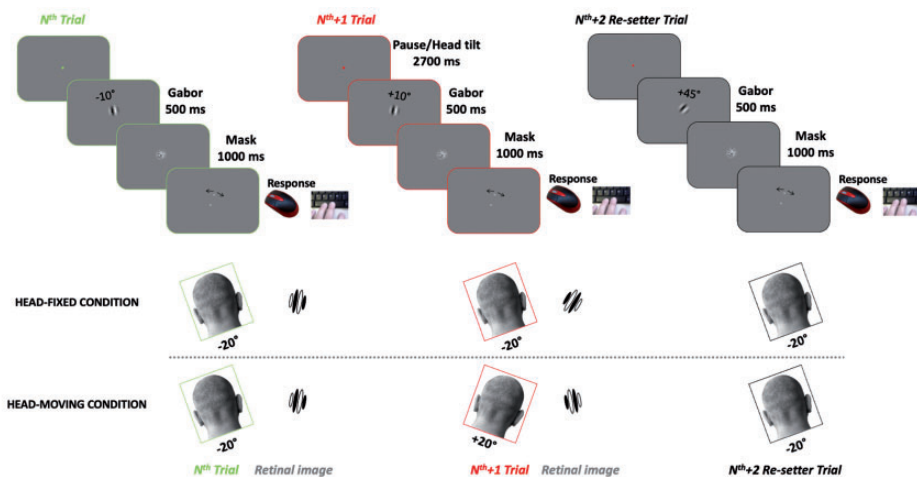 Nth Trial
Nth+1 Trial
Nth+2 Re-setter Trial
Pause/Head tilt
2700 ms
-10°
Gabor
500 ms
Mask
1000 ms
Response
+10°
Gabor
500 ms
Mask
1000 ms
Response
+45°
Gabor
500 ms
Mask
1000 ms
Response
HEAD-FIXED CONDITION
-20°
-20°
-20°
HEAD-MOVING CONDITION
-20°
+20°
-20°
Nth Trial Retinal image
Nth+1 Trial Retinal image
Nth+2 Re-setter Trial